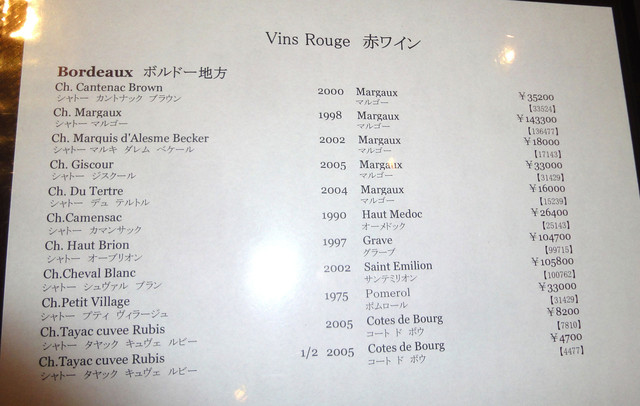 Vins Rouge 赤ワイン
Bordeaux ボルドー地方
Ch. Cantenac Brown 2000 Margaux ￥35200
シャトー カントナック ブラウン マルゴー 【33524】
Ch. Margaux 1998 Margaux ￥143300
シャトー マルゴー マルゴー 【136477】
Ch. Marquis d'Alesme Becker 2002 Margaux ￥18000
シャトー マルキ ダレム ベケール マルゴー 【17143】
Ch. Giscour 2005 Margaux ￥33000
シャトー ジスクール マルゴー 【31429】
Ch. Du Tertre 2004 Margaux ￥16000
シャトー デュ テルトル マルゴー 【15239】
Ch.Camensac 1990 Haut Medoc ￥26400
シャトー カマンサック オーメドック 【25143】
Ch. Haut Brion 1997 Grave ￥104700
シャトー オーブリオン グラーブ 【99715】
Ch.Cheval Blanc 2002 Saint Emilion ￥105800
シャトー シュヴァル ブラン サンテミリオン 【100762】
Ch.Petit Village 1975 Pomerol ￥33000
シャトー プティ ヴィラージュ ポムロール 【31429】
Ch.Tayac cuvee Rubis 2005 Cotes de Bourg ￥8200
シャトー タヤック キュヴェ ルビー コート ド ボウ 【7810】
Ch.Tayac cuvee Rubis 1/2 2005 Cotes de Bourg ￥4700
シャトー タヤック キュヴェ ルビー コート ド ボウ 【4477】